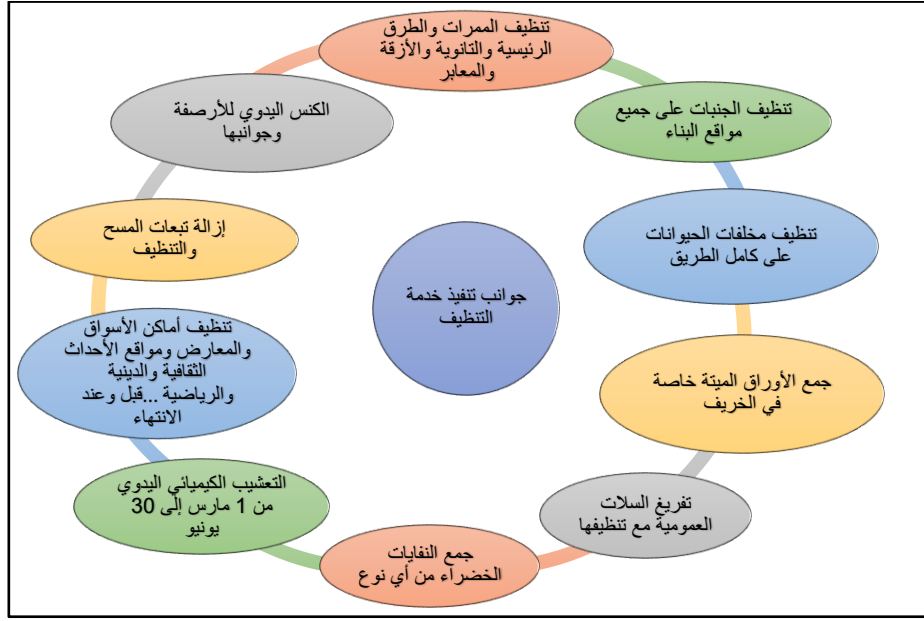 تنظيف الممرات والطرق
الرئيسية والثانوية والأزقة
والمعابر
تنظيف الجنبات على جميع
مواقع البناء
تنظيف مخلفات الحيوانات
على كامل الطريق
جمع الأوراق الميتة خاصة
في الخريف
تفريغ السلات
العمومية مع تنظيفها
جمع النفايات
الخضراء من أي نوع
التعشيب الكيميائي اليدوي
من 1 مارس إلى 30
يونيو
تنظيف أماكن الأسواق
والمعارض ومواقع الأحداث
الثقافية والدينية
والرياضية ...قبل وعند
الانتهاء
إزالة تبعات المسح
والتنظيف
الكنس اليدوي للأرصفة
وجوانبها
جوانب تنفيذ خدمة
التنظيف